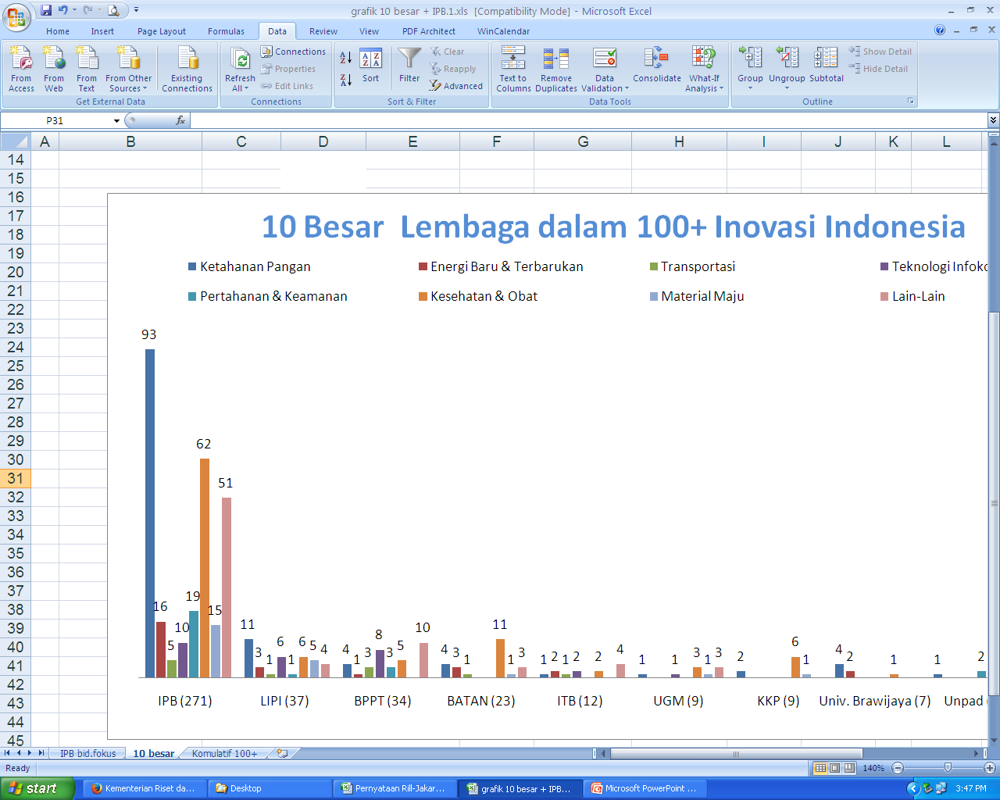 grafik 10 besar + IPB.1.xls [Compatibility Mode] - Microsoft Excel
Home Insert Page Layout Formulas Data Review View PDF Architect WinCalendar
From Access
From Web
From Text
From Other Sources
Existing Connections
Get External Data
Refresh All
Connections
Properties
Edit Links
Connections
Sort
Filter
Clear
Reapply
Advanced
Sort & Filter
Text to Columns
Remove Duplicates
Data Validation
Consolidate
What-If Analysis
Data Tools
Group
Ungroup
Subtotal
Show Detail
Hide Detail
Outline
P31 fx
A B C D E F G H I J K L
14
15
16
17
18
19
20
21
22
23
24
25
26
27
28
29
30
31
32
33
34
35
36
37
38
39
40
41
42
43
44
45
10 Besar Lembaga dalam 100+ Inovasi Indonesia
Ketahanan Pangan Energi Baru & Terbarukan Transportasi Teknologi Infoko
Pertahanan & Keamanan Kesehatan & Obat Material Maju Lain-Lain
93 16 5 10 19 62 15 51
11 3 1 6 1 6 5 4
4 1 3 8 3 5 10
4 3 1 11 1 3
1 2 1 2 2 4
1 1 3 1 3
2 6 1
4 2 1
1 2
IPB (271) LIPI (37) BPPT (34) BATAN (23) ITB (12) UGM (9) KKP (9) Univ. Brawijaya (7) Unpad
IPB bid.fokus 10 besar Komulatif 100+
Ready 140%
start Kementerian Riset da... Desktop Pernyataan Rill-Jakar... grafik 10 besar + IPB... Microsoft PowerPoint ... 3:47 PM